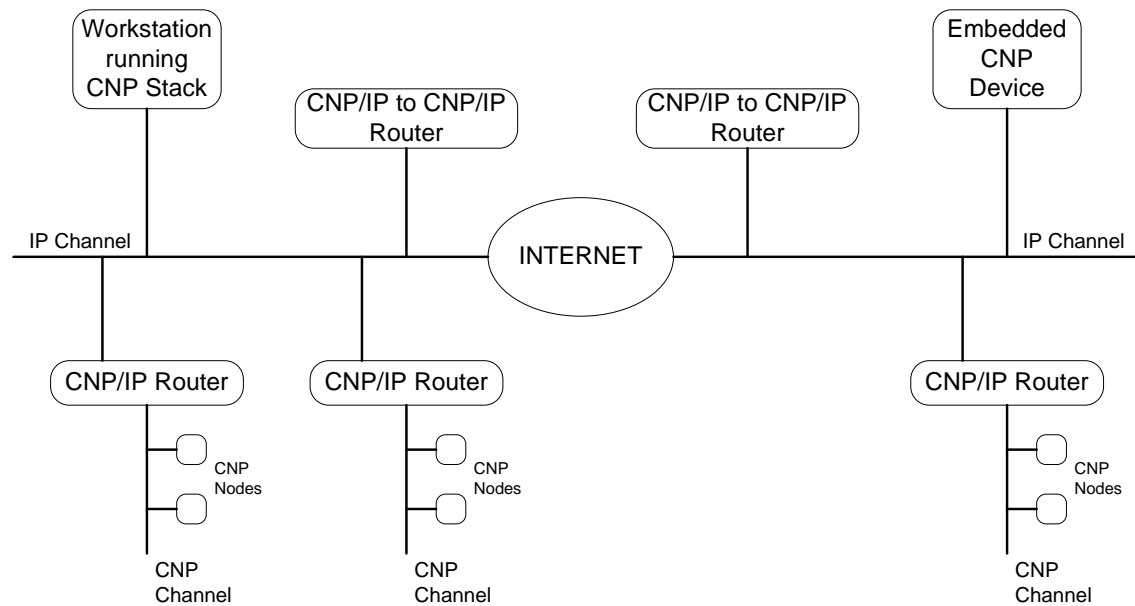 Workstation
running
CNP Stack
CNP/IP to CNP/IP
Router
CNP/IP to CNP/IP
Router
Embedded
CNP
Device
IP Channel
INTERNET
IP Channel
CNP/IP Router
CNP/IP Router
CNP/IP Router
CNP
Nodes
CNP
Nodes
CNP
Nodes
CNP
Channel
CNP
Channel
CNP
Channel